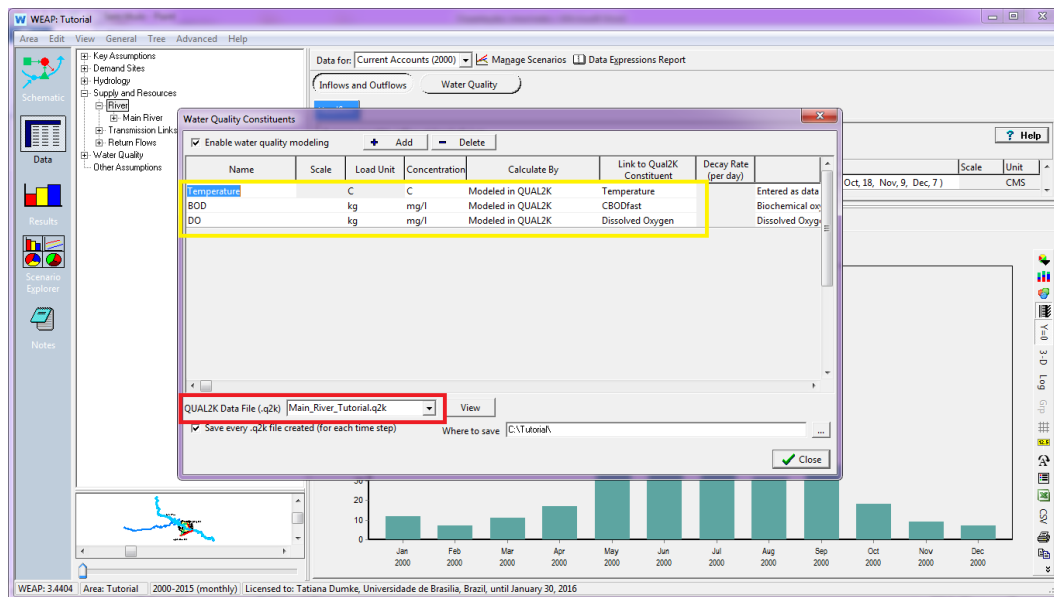 WEAP: Tutorial
Area Edit View General Tree Advanced Help
Schematic
Data
Results
Scenario
Explorer
Notes
Key Assumptions
Demand Sites
Hydrology
Supply and Resources
River
Main River
Transmission Links
Return Flows
Water Quality
Other Assumptions
Data for: Current Accounts (2000) Manage Scenarios Data Expressions Report
Inflows and Outflows Water Quality
? Help
Scale Unit
Oct, 18, Nov, 9, Dec, 7 ) CMS
Water Quality Constituents
Enable water quality modeling + Add - Delete
Name Scale Load Unit Concentration Calculate By Link to Qual2K Constituent Decay Rate (per day)
Temperature C C Modeled in QUAL2K Temperature Entered as data
BOD kg mg/l Modeled in QUAL2K CBODfast Biochemical ox
DO kg mg/l Modeled in QUAL2K Dissolved Oxygen Dissolved Oxyg
QUAL2K Data File (.q2k) Main_River_Tutorial.q2k View
Save every .q2k file created (for each time step) Where to save C:\Tutorial\ ...
Close
20
10
0
Jan Feb Mar Apr May Jun Jul Aug Sep Oct Nov Dec
2000 2000 2000 2000 2000 2000 2000 2000 2000 2000 2000 2000
Y=0
3-D
Log
Grp
CSV
WEAP: 3.4404 Area: Tutorial 2000-2015 (monthly) Licensed to: Tatiana Dumke, Universidade de Brasilia, Brazil, until January 30, 2016